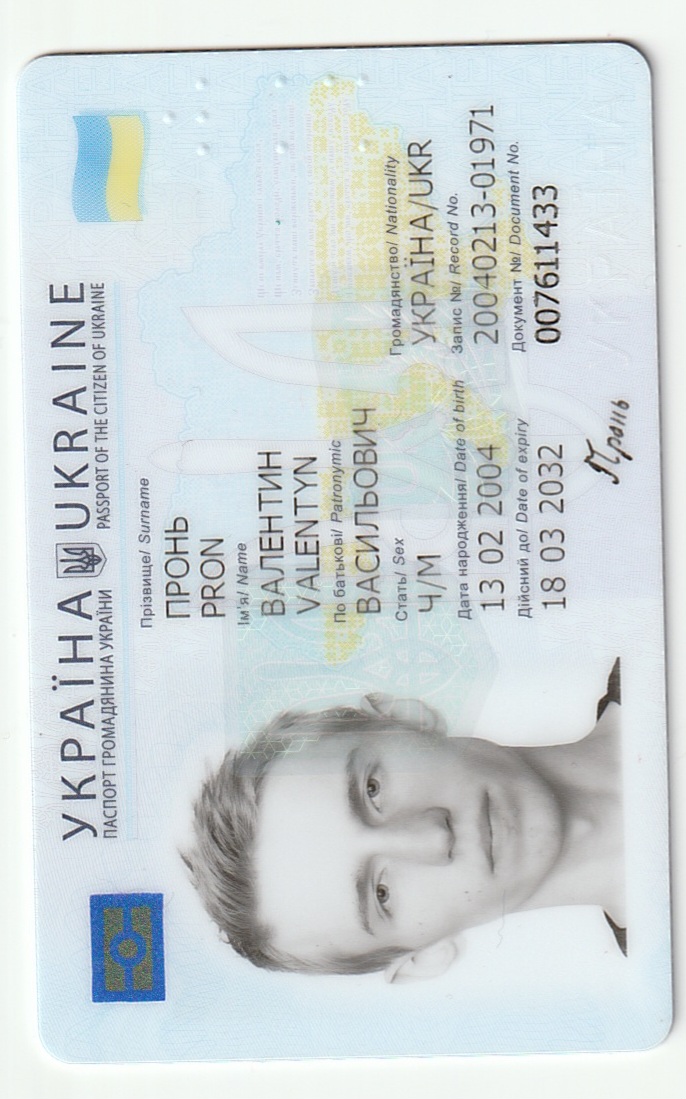 УКРАЇНА UKRAINE
ПАСПОРТ ГРОМАДЯНИНА УКРАЇНИ PASSPORT OF THE CITIZEN OF UKRAINE
Прізвище/ Surname
ПРОНЬ
PRON
Ім'я/ Name
ВАЛЕНТИН
VALENTYN
По батькові/ Patronymic
ВАСИЛЬОВИЧ
Стать/ Sex Громадянство/ Nationality
Ч/M УКРАЇНА/UKR
Дата народження/ Date of birth Запис №/ Record No.
13 02 2004 20040213-01971
Дійсний до/ Date of expiry Документ №/ Document No.
18 03 2032 007611433
Пронь